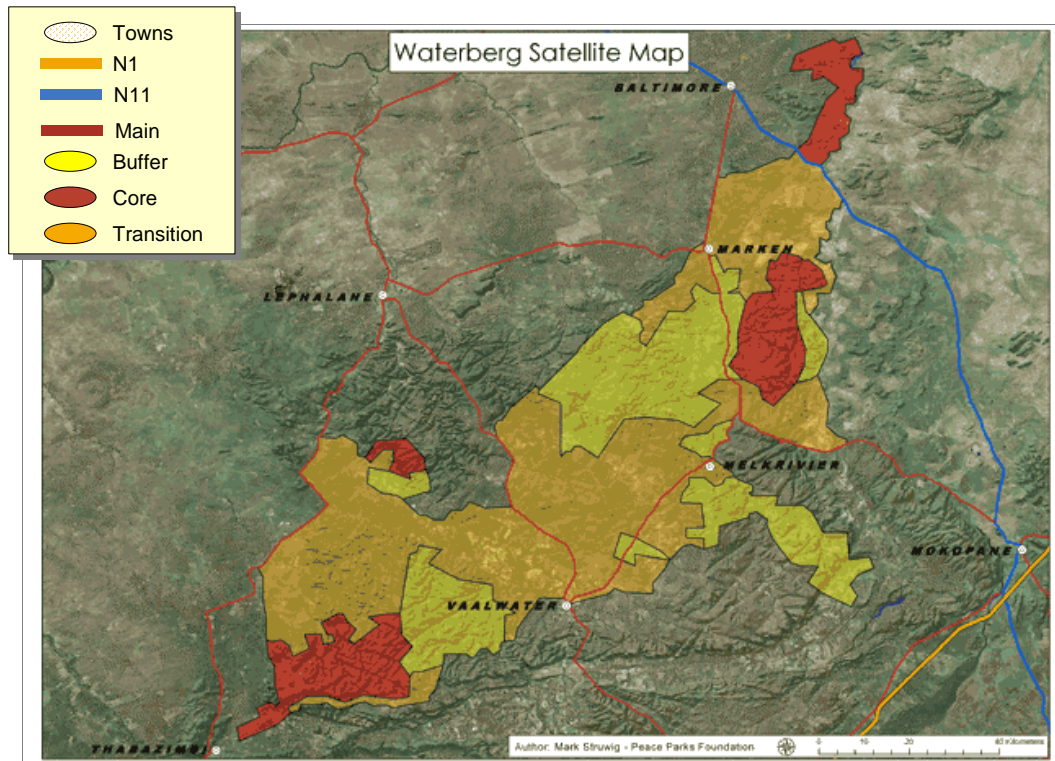 Towns
N1
N11
Main
Buffer
Core
Transition
Waterberg Satellite Map
BALTIMORE
MARKEN
LEPHALANE
MELKRIVIER
MOKOPANE
VAALWATER
THABAZIMBI
Author: Mark Struwig - Peace Parks Foundation
0 10 20 40 Kilometers